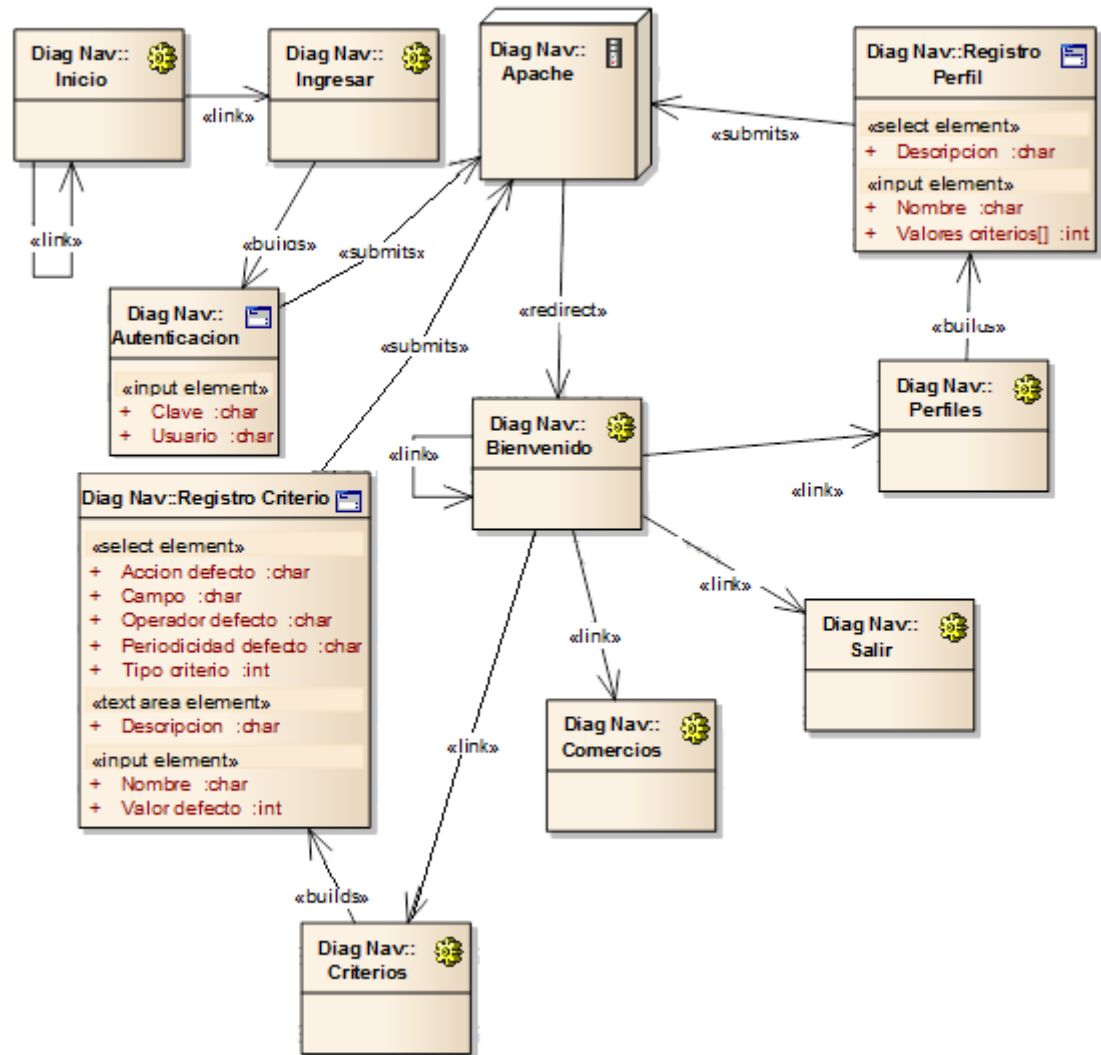 Diag Nav::
Inicio
«link»
«link»
Diag Nav::
Ingresar
«builds»
Diag Nav::
Apache
«submits»
«submits»
«submits»
«redirect»
Diag Nav::Registro
Perfil
«select element»
+ Descripcion :char
«input element»
+ Nombre :char
+ Valores criterios[] :int
«builds»
Diag Nav::
Autenticacion
«input element»
+ Clave :char
+ Usuario :char
Diag Nav::
Perfiles
Diag Nav::
Bienvenido
«link»
«link»
«link»
«link»
«link»
Diag Nav::Registro Criterio
«select element»
+ Accion defecto :char
+ Campo :char
+ Operador defecto :char
+ Periodicidad defecto :char
+ Tipo criterio :int
«text area element»
+ Descripcion :char
«input element»
+ Nombre :char
+ Valor defecto :int
Diag Nav::
Salir
Diag Nav::
Comercios
«builds»
Diag Nav::
Criterios